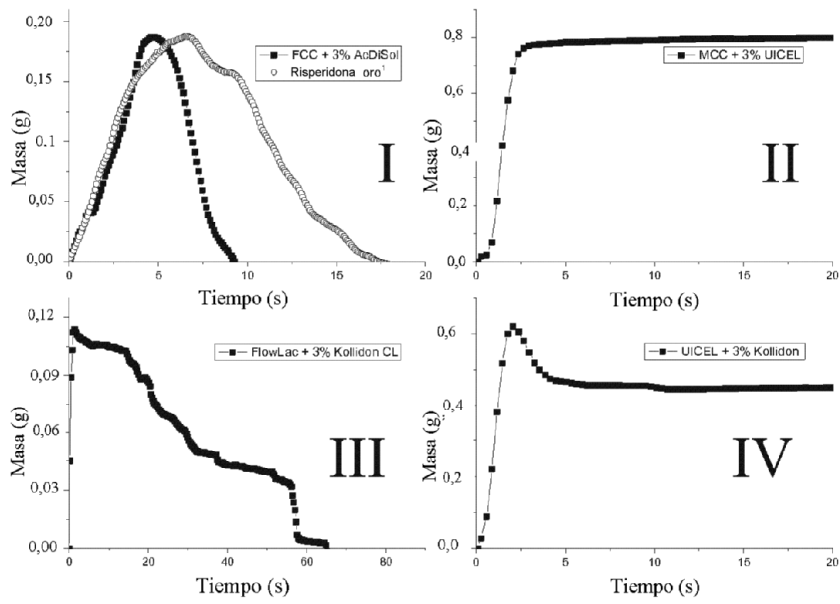 0,20
0,15
0.1
0,05
0,00
Masa (g)
FCC + 3% AcDiSol
Risperidona oro¹
I
0
5
10
15
20
Tiempo (s)
0,8
0,6
0,4
0,2
0,0
Masa (g)
MCC + 3% UICEL
II
0
5
10
15
20
Tiempo (s)
0,12
0,09
0,06
0,03
0,00
Masa (g)
FlowLac + 3% Kollidon CL
III
0
20
40
60
80
Tiempo (s)
0,6
0,4
0,2
0,0
Masa (g)
UICEL + 3% Kollidon
IV
0
5
10
15
20
Tiempo (s)